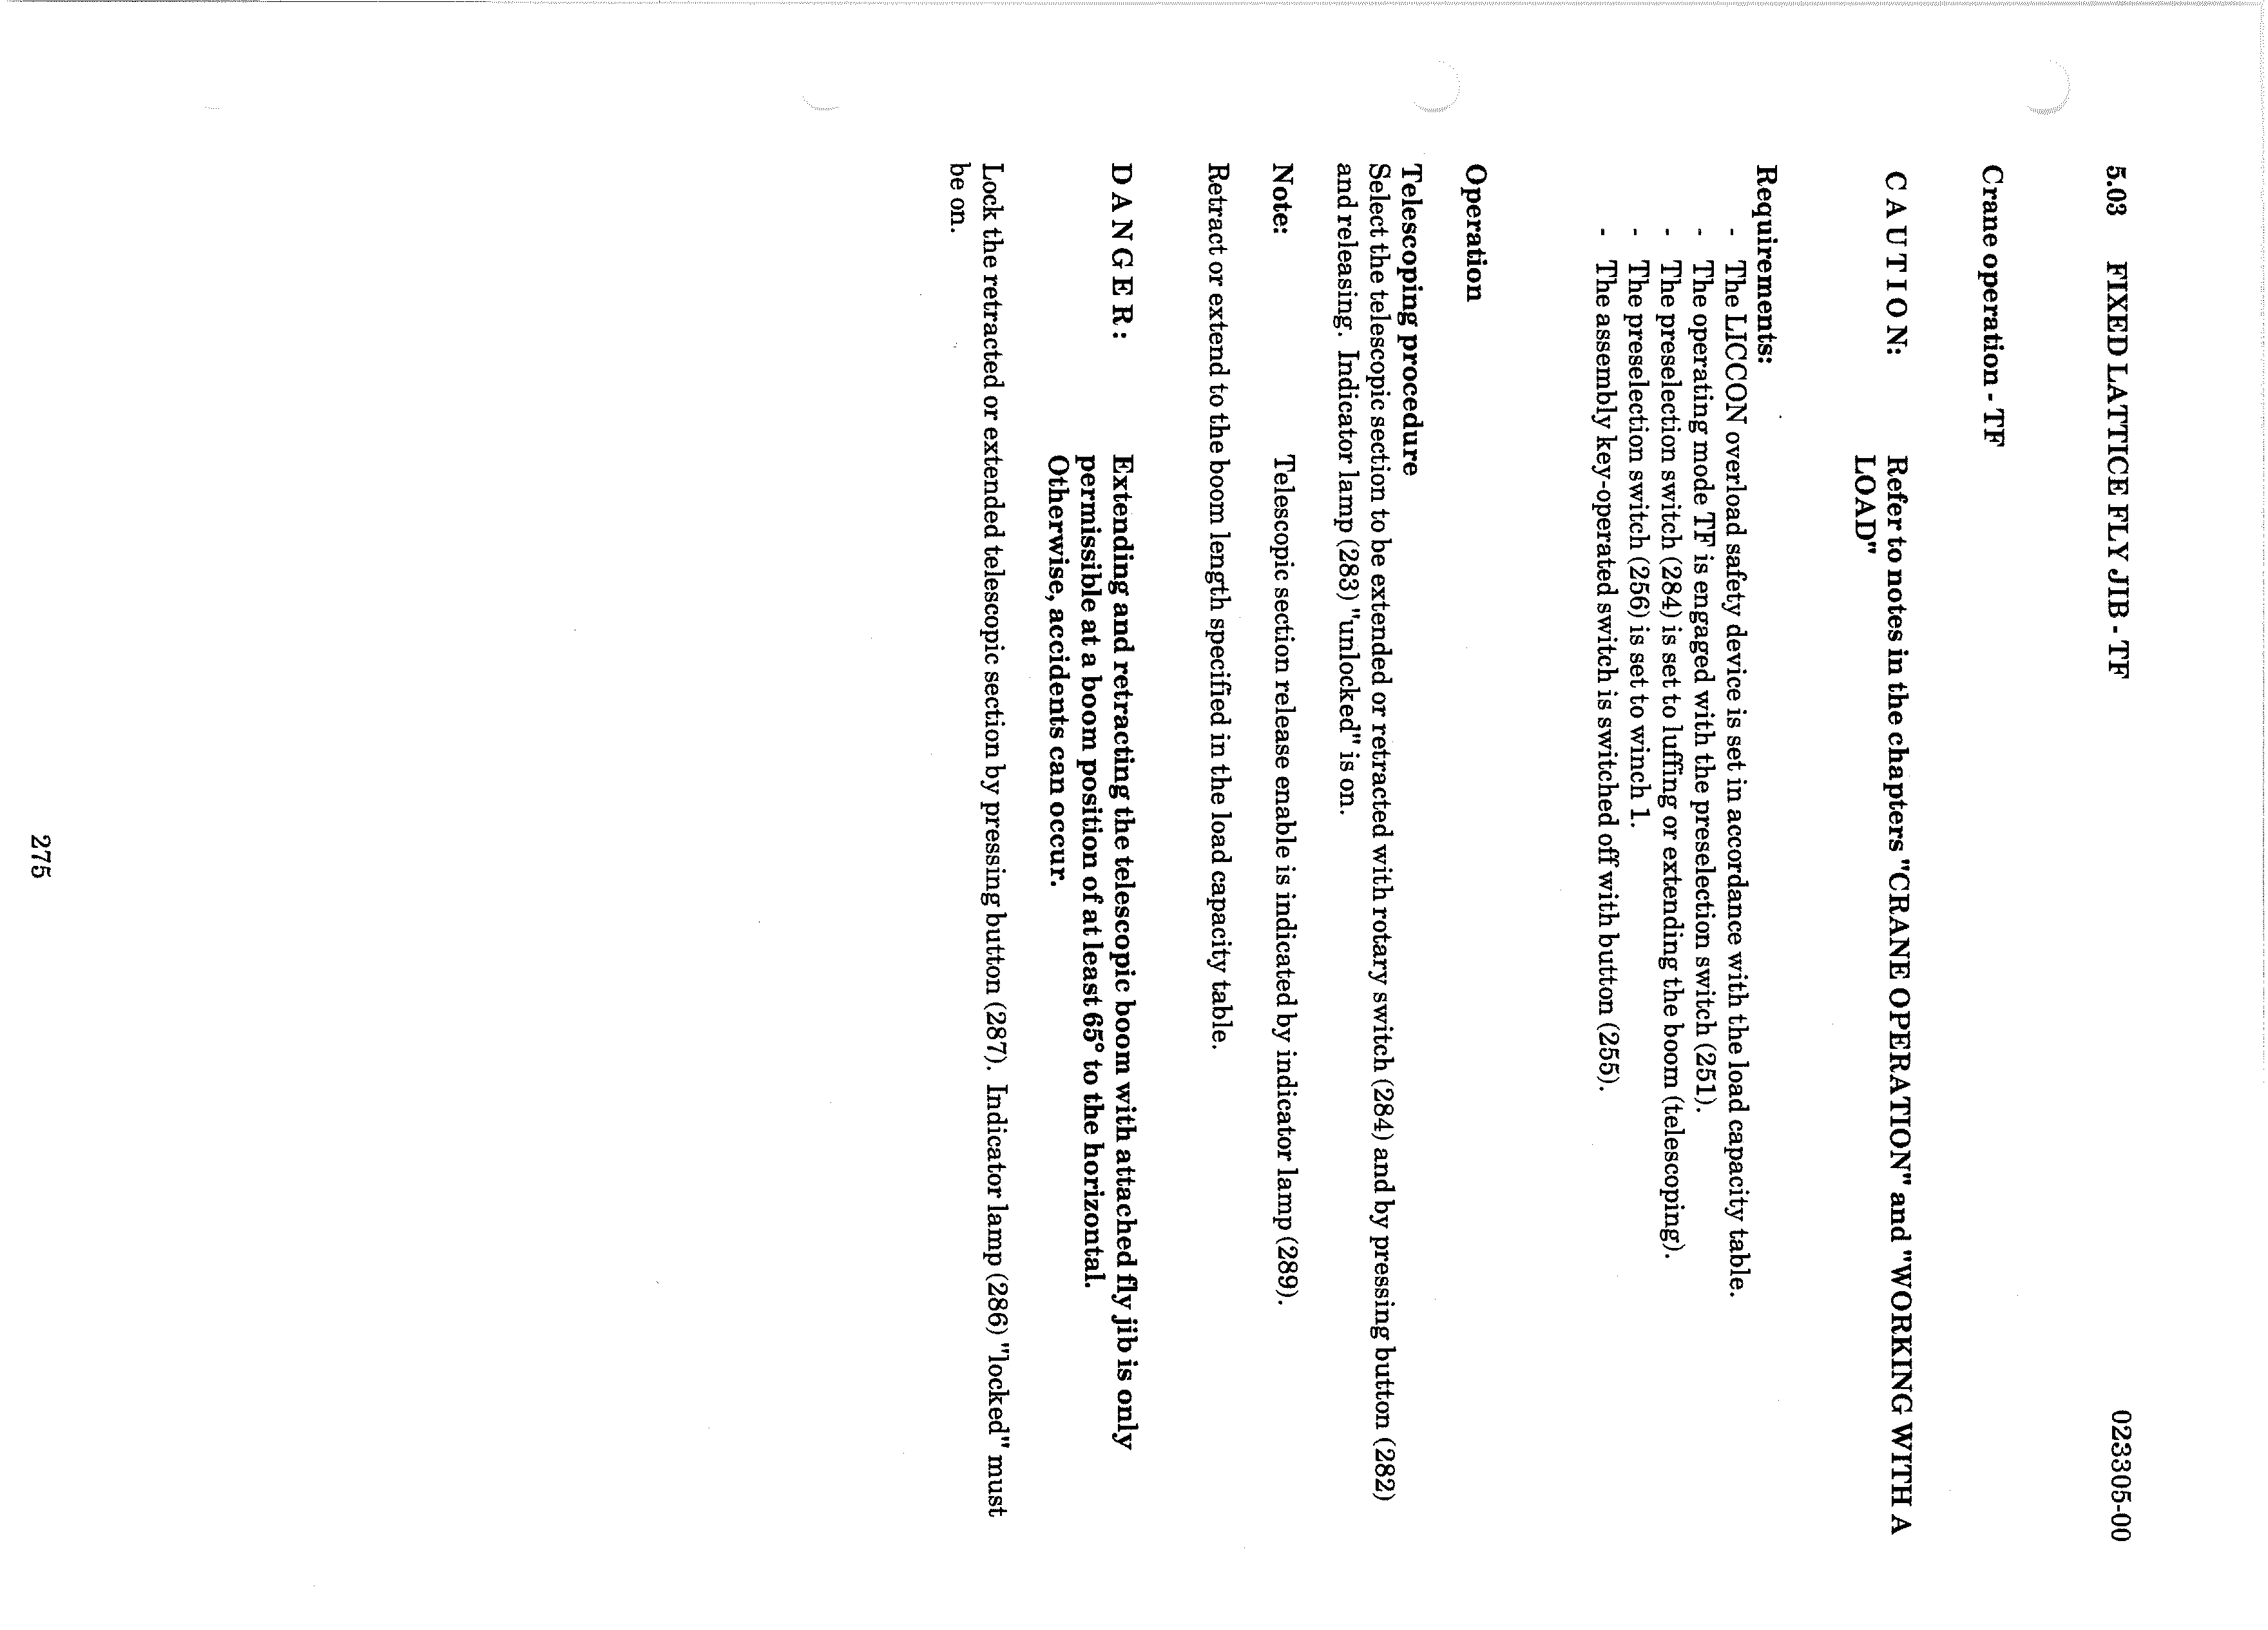 5.03 FIXED LATTICE FLY JIB - TF 023305-00
Crane operation - TF
C A U T I O N: Refer to notes in the chapters "CRANE OPERATION" and "WORKING WITH A
LOAD"
Requirements:
- The LICCON overload safety device is set in accordance with the load capacity table.
- The operating mode TF is engaged with the preselection switch (251).
- The preselection switch (284) is set to luffing or extending the boom (telescoping).
- The preselection switch (256) is set to winch 1.
- The assembly key-operated switch is switched off with button (255).
Operation
Telescoping procedure
Select the telescopic section to be extended or retracted with rotary switch (284) and by pressing button (282)
and releasing. Indicator lamp (283) "unlocked" is on.
Note: Telescopic section release enable is indicated by indicator lamp (289).
Retract or extend to the boom length specified in the load capacity table.
D A N G E R: Extending and retracting the telescopic boom with attached fly jib is only
permissible at a boom position of at least 65° to the horizontal.
Otherwise, accidents can occur.
Lock the retracted or extended telescopic section by pressing button (287). Indicator lamp (286) "locked" must
be on.
275